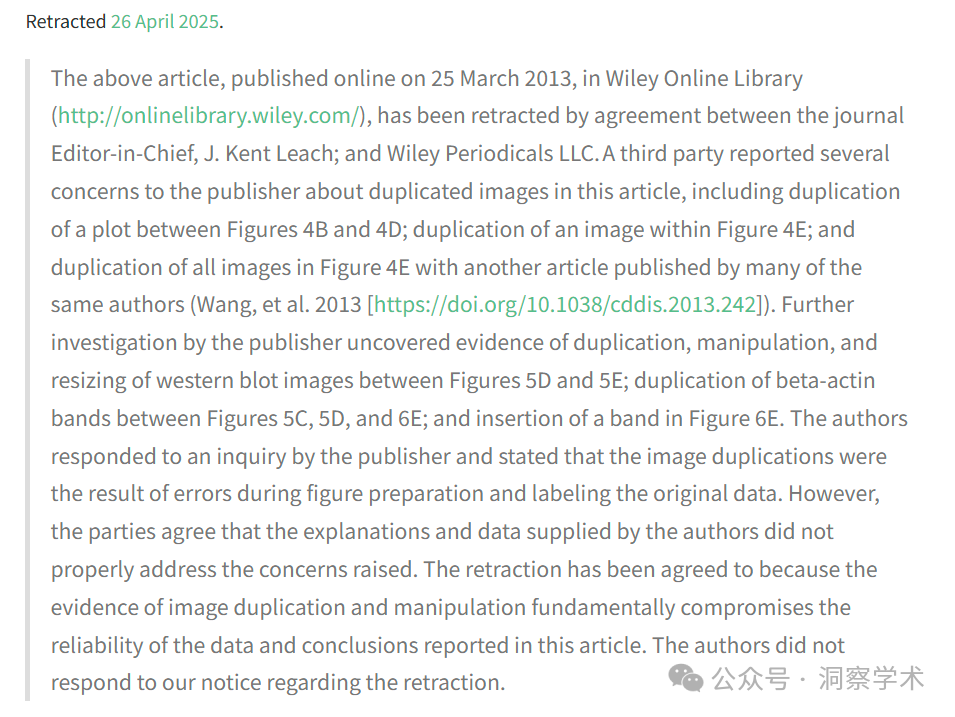 Retracted 26 April 2025.
The above article, published online on 25 March 2013, in Wiley Online Library
(http://onlinelibrary.wiley.com/), has been retracted by agreement between the journal
Editor-in-Chief, J. Kent Leach; and Wiley Periodicals LLC. A third party reported several
concerns to the publisher about duplicated images in this article, including duplication
of a plot between Figures 4B and 4D; duplication of an image within Figure 4E; and
duplication of all images in Figure 4E with another article published by many of the
same authors (Wang, et al. 2013 [https://doi.org/10.1038/cddis.2013.242]). Further
investigation by the publisher uncovered evidence of duplication, manipulation, and
resizing of western blot images between Figures 5D and 5E; duplication of beta-actin
bands between Figures 5C, 5D, and 6E; and insertion of a band in Figure 6E. The authors
responded to an inquiry by the publisher and stated that the image duplications were
the result of errors during figure preparation and labeling the original data. However,
the parties agree that the explanations and data supplied by the authors did not
properly address the concerns raised. The retraction has been agreed to because the
evidence of image duplication and manipulation fundamentally compromises the
reliability of the data and conclusions reported in this article. The authors did not
respond to our notice regarding the retraction.
公众号 · 洞察学术